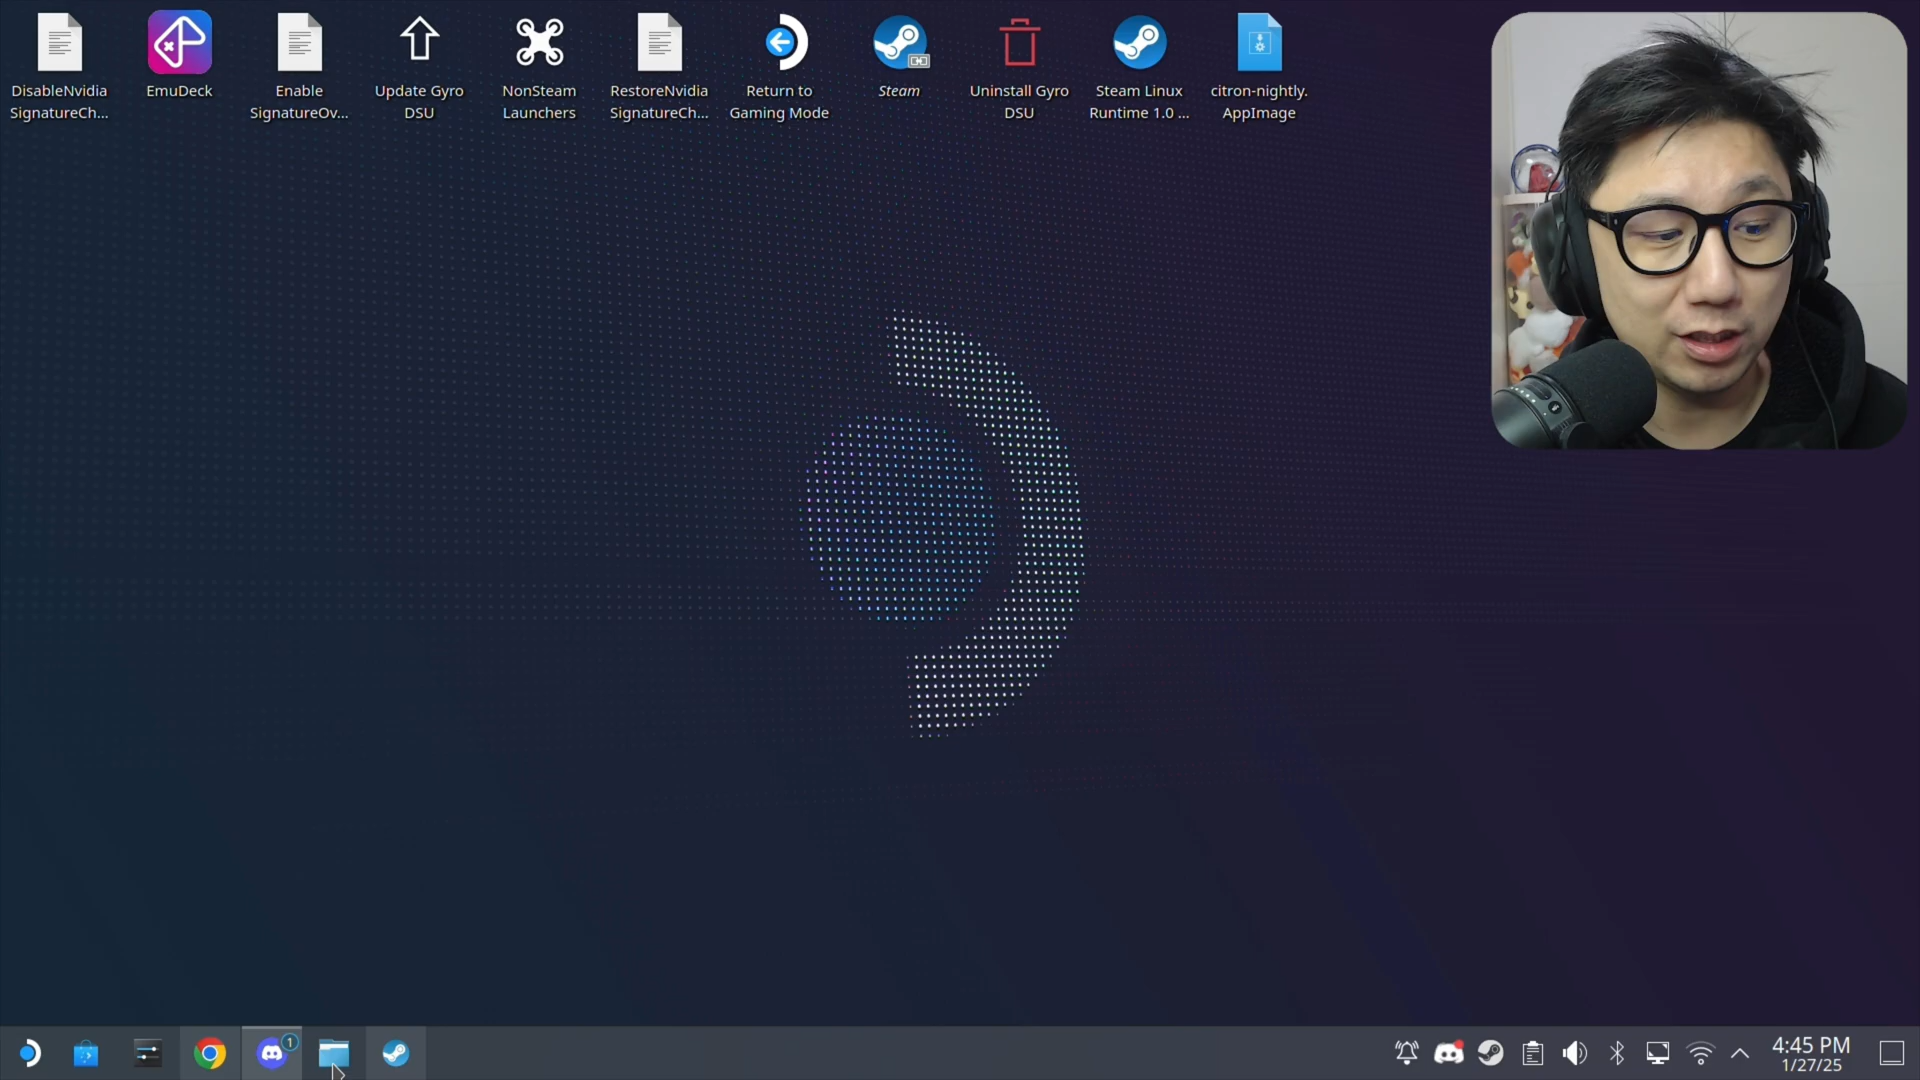 DisableNvidia
SignatureCh...
EmuDeck
Enable
SignatureOv...
Update Gyro
DSU
NonSteam
Launchers
RestoreNvidia
SignatureCh...
Return to
Gaming Mode
Steam
Uninstall Gyro
DSU
Steam Linux
Runtime 1.0 ...
citron-nightly.
AppImage
1
4:45 PM
1/27/25